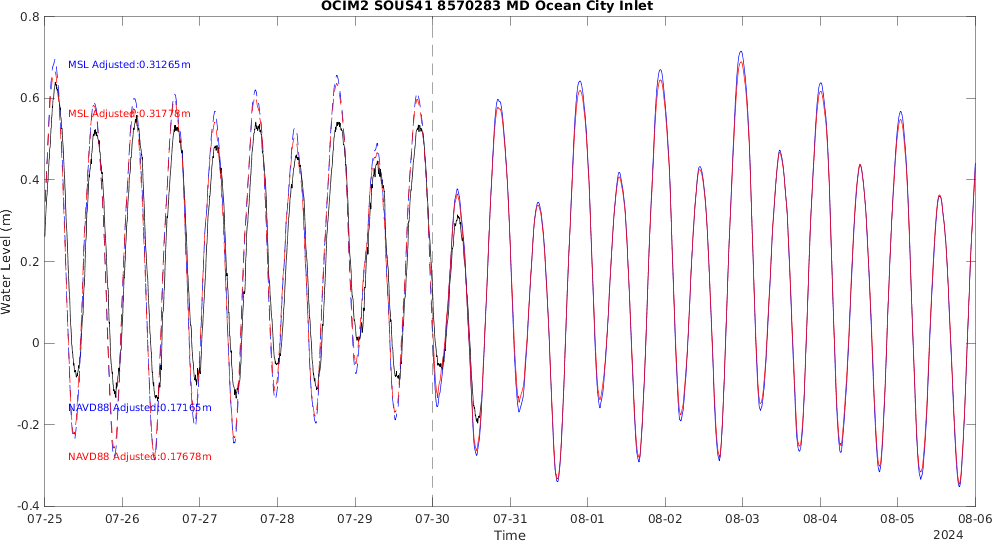 OCIM2 SOUS41 8570283 MD Ocean City Inlet
0.8
0.6
0.4
0.2
0
-0.2
-0.4
Water Level (m)
MSL Adjusted:0.31265m
MSL Adjusted:0.31778m
NAVD88 Adjusted:0.17165m
NAVD88 Adjusted:0.17678m
07-25 07-26 07-27 07-28 07-29 07-30 07-31 08-01 08-02 08-03 08-04 08-05 08-06
Time
2024